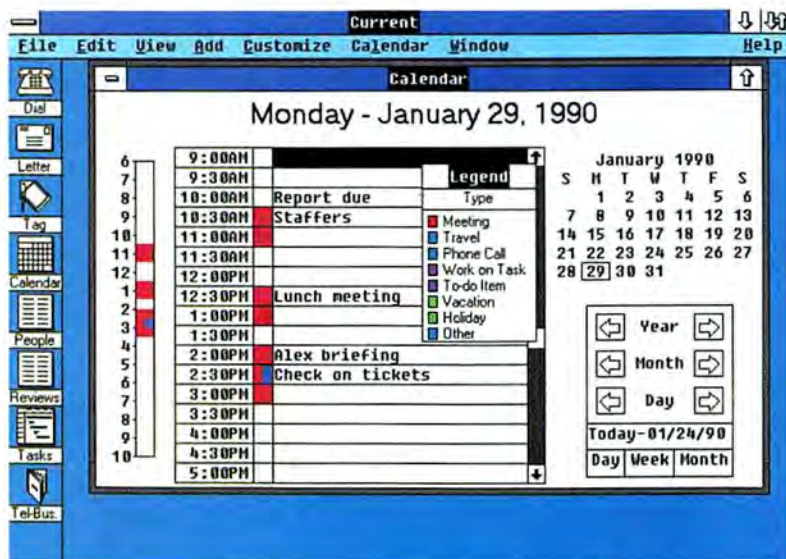 Current
File Edit View Add Customize Calendar Window Help
Dial
Letter
Tag
Calendar
People
Reviews
Tasks
Tel-Bus.
Calendar
Monday - January 29, 1990
6
7
8
9
10
11
12
1
2
3
4
5
6
7
8
9
10
9:00AM
9:30AM
10:00AM Report due
10:30AM Staffers
11:00AM
11:30AM
12:00PM
12:30PM Lunch meeting
1:00PM
1:30PM
2:00PM Alex briefing
2:30PM Check on tickets
3:00PM
3:30PM
4:00PM
4:30PM
5:00PM
Legend
Type
Meeting
Travel
Phone Call
Work on Task
To-do Item
Vacation
Holiday
Other
January 1990
S M T W T F S
1 2 3 4 5 6
7 8 9 10 11 12 13
14 15 16 17 18 19 20
21 22 23 24 25 26 27
28 29 30 31
Year
Month
Day
Today-01/24/90
Day Week Month